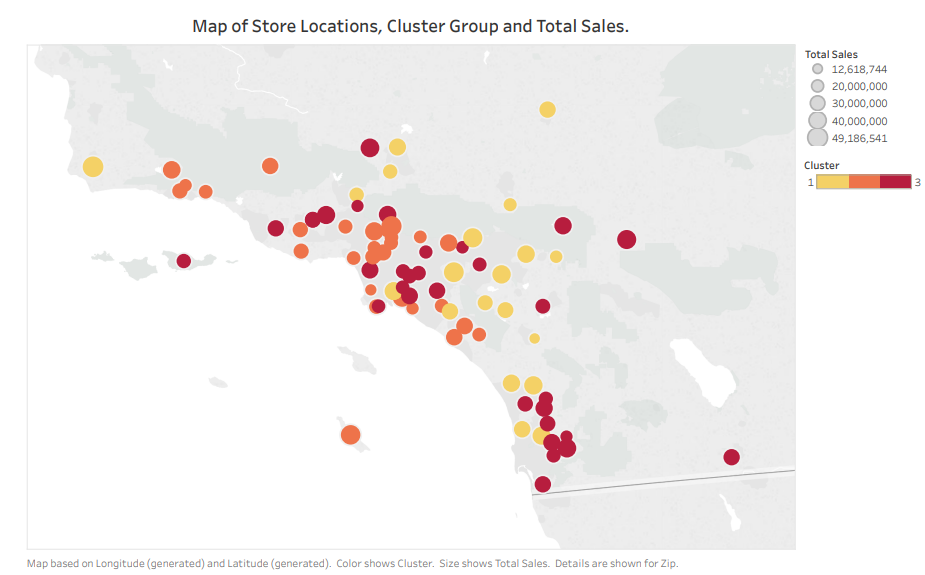 Map of Store Locations, Cluster Group and Total Sales.
Total Sales
12,618,744
20,000,000
30,000,000
40,000,000
49,186,541
Cluster
1 3
Map based on Longitude (generated) and Latitude (generated). Color shows Cluster. Size shows Total Sales. Details are shown for Zip.